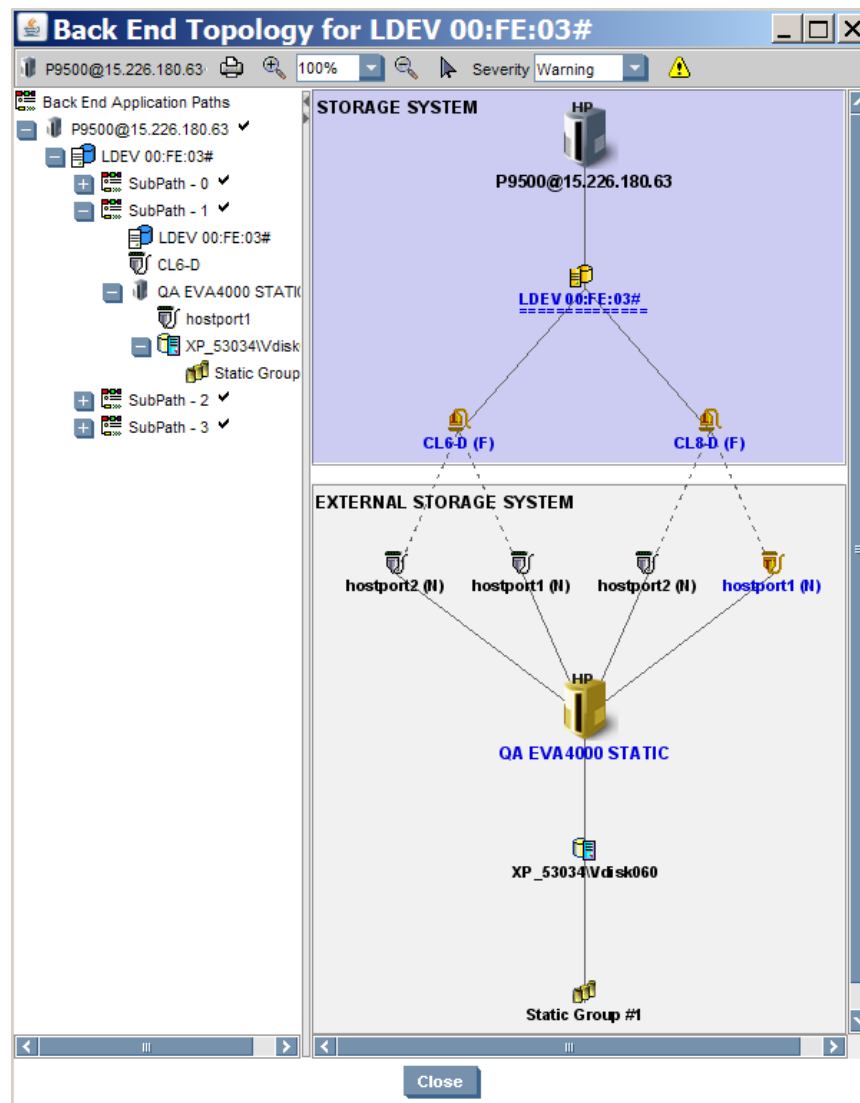 Back End Topology for LDEV 00:FE:03#
P9500@15.226.180.63
100%
Severity
Warning
Back End Application Paths
P9500@15.226.180.63
LDEV 00:FE:03#
SubPath - 0
SubPath - 1
LDEV 00:FE:03#
CL6-D
QA EVA4000 STATIC
hostport1
XP_53034\Vdisk
Static Group
SubPath - 2
SubPath - 3
STORAGE SYSTEM
HP
P9500@15.226.180.63
LDEV 00:FE:03#
CL6-D (F)
CL8-D (F)
EXTERNAL STORAGE SYSTEM
hostport2 (N)
hostport1 (N)
hostport2 (N)
hostport1 (N)
HP
QA EVA4000 STATIC
XP_53034\Vdisk060
Static Group #1
Close